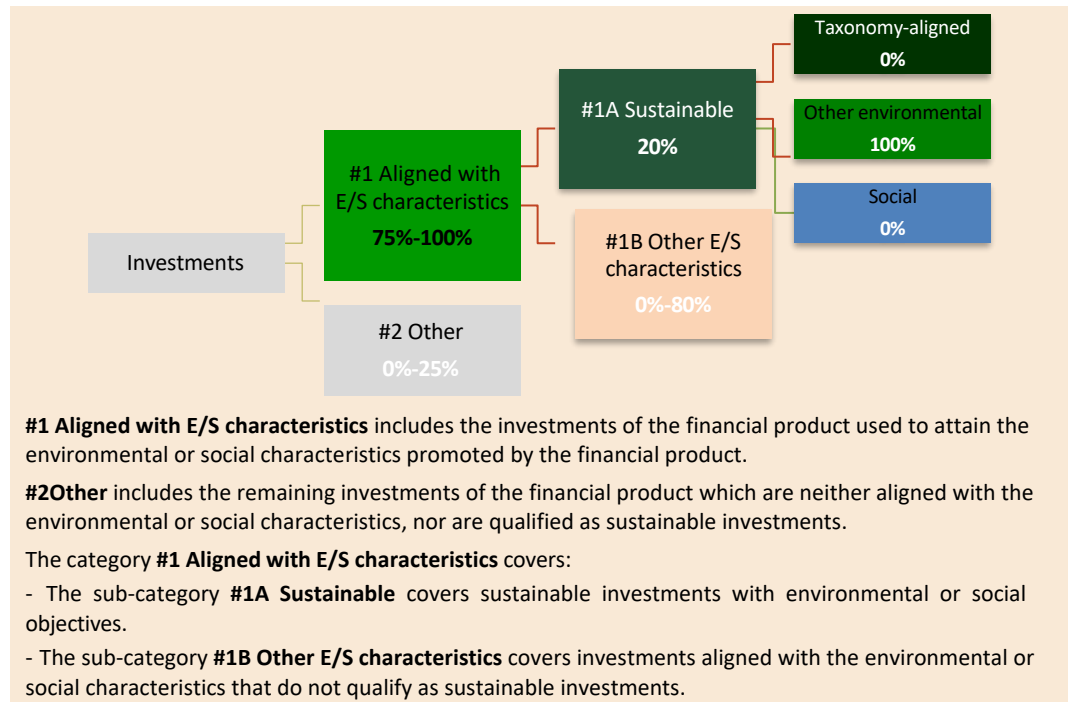 Taxonomy-aligned
0%
#1A Sustainable
20%
Other environmental
100%
#1 Aligned with
E/S characteristics
75%-100%
Social
0%
#1B Other E/S
characteristics
0%-80%
Investments
#2 Other
0%-25%
#1 Aligned with E/S characteristics includes the investments of the financial product used to attain the
environmental or social characteristics promoted by the financial product.
#2Other includes the remaining investments of the financial product which are neither aligned with the
environmental or social characteristics, nor are qualified as sustainable investments.
The category #1 Aligned with E/S characteristics covers:
- The sub-category #1A Sustainable covers sustainable investments with environmental or social
objectives.
- The sub-category #1B Other E/S characteristics covers investments aligned with the environmental or
social characteristics that do not qualify as sustainable investments.